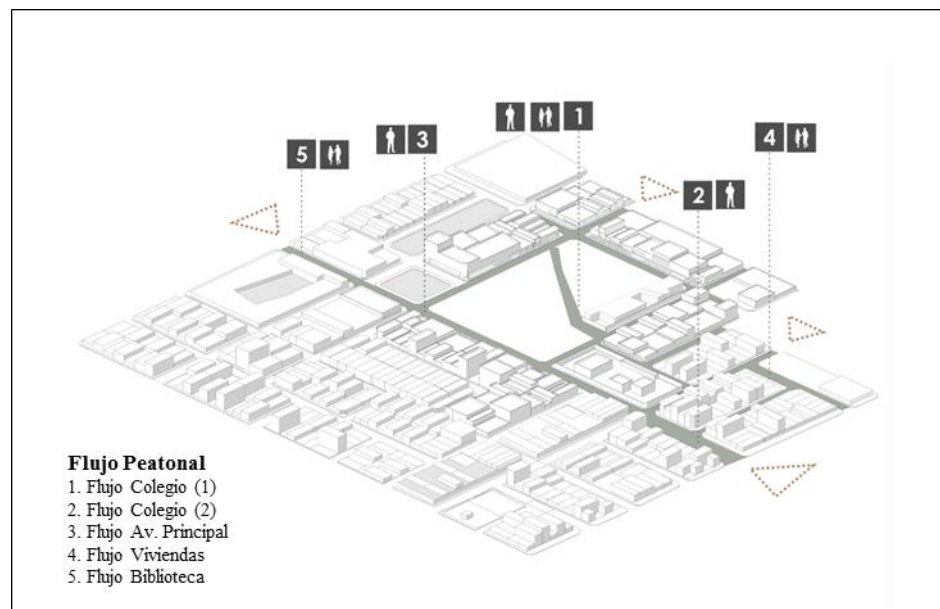 1
3
5
4
2
Flujo Peatonal
1. Flujo Colegio (1)
2. Flujo Colegio (2)
3. Flujo Av. Principal
4. Flujo Viviendas
5. Flujo Biblioteca